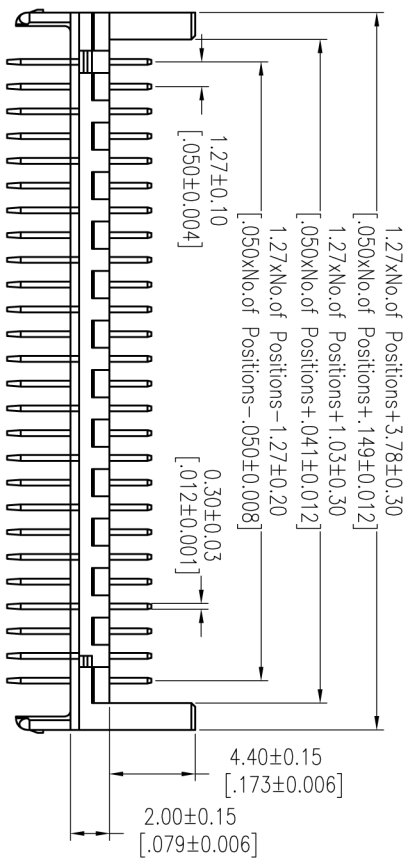 1.27xNo.of Positions+3.78±0.30
[.050xNo.of Positions+.149±0.012]
1.27xNo.of Positions+1.03±0.30
[.050xNo.of Positions+.041±0.012]
1.27xNo.of Positions-1.27±0.20
[.050xNo.of Positions-.050±0.008]
1.27±0.10
[.050±0.004]
0.30±0.03
[.012±0.001]
4.40±0.15
[.173±0.006]
2.00±0.15
[.079±0.006]